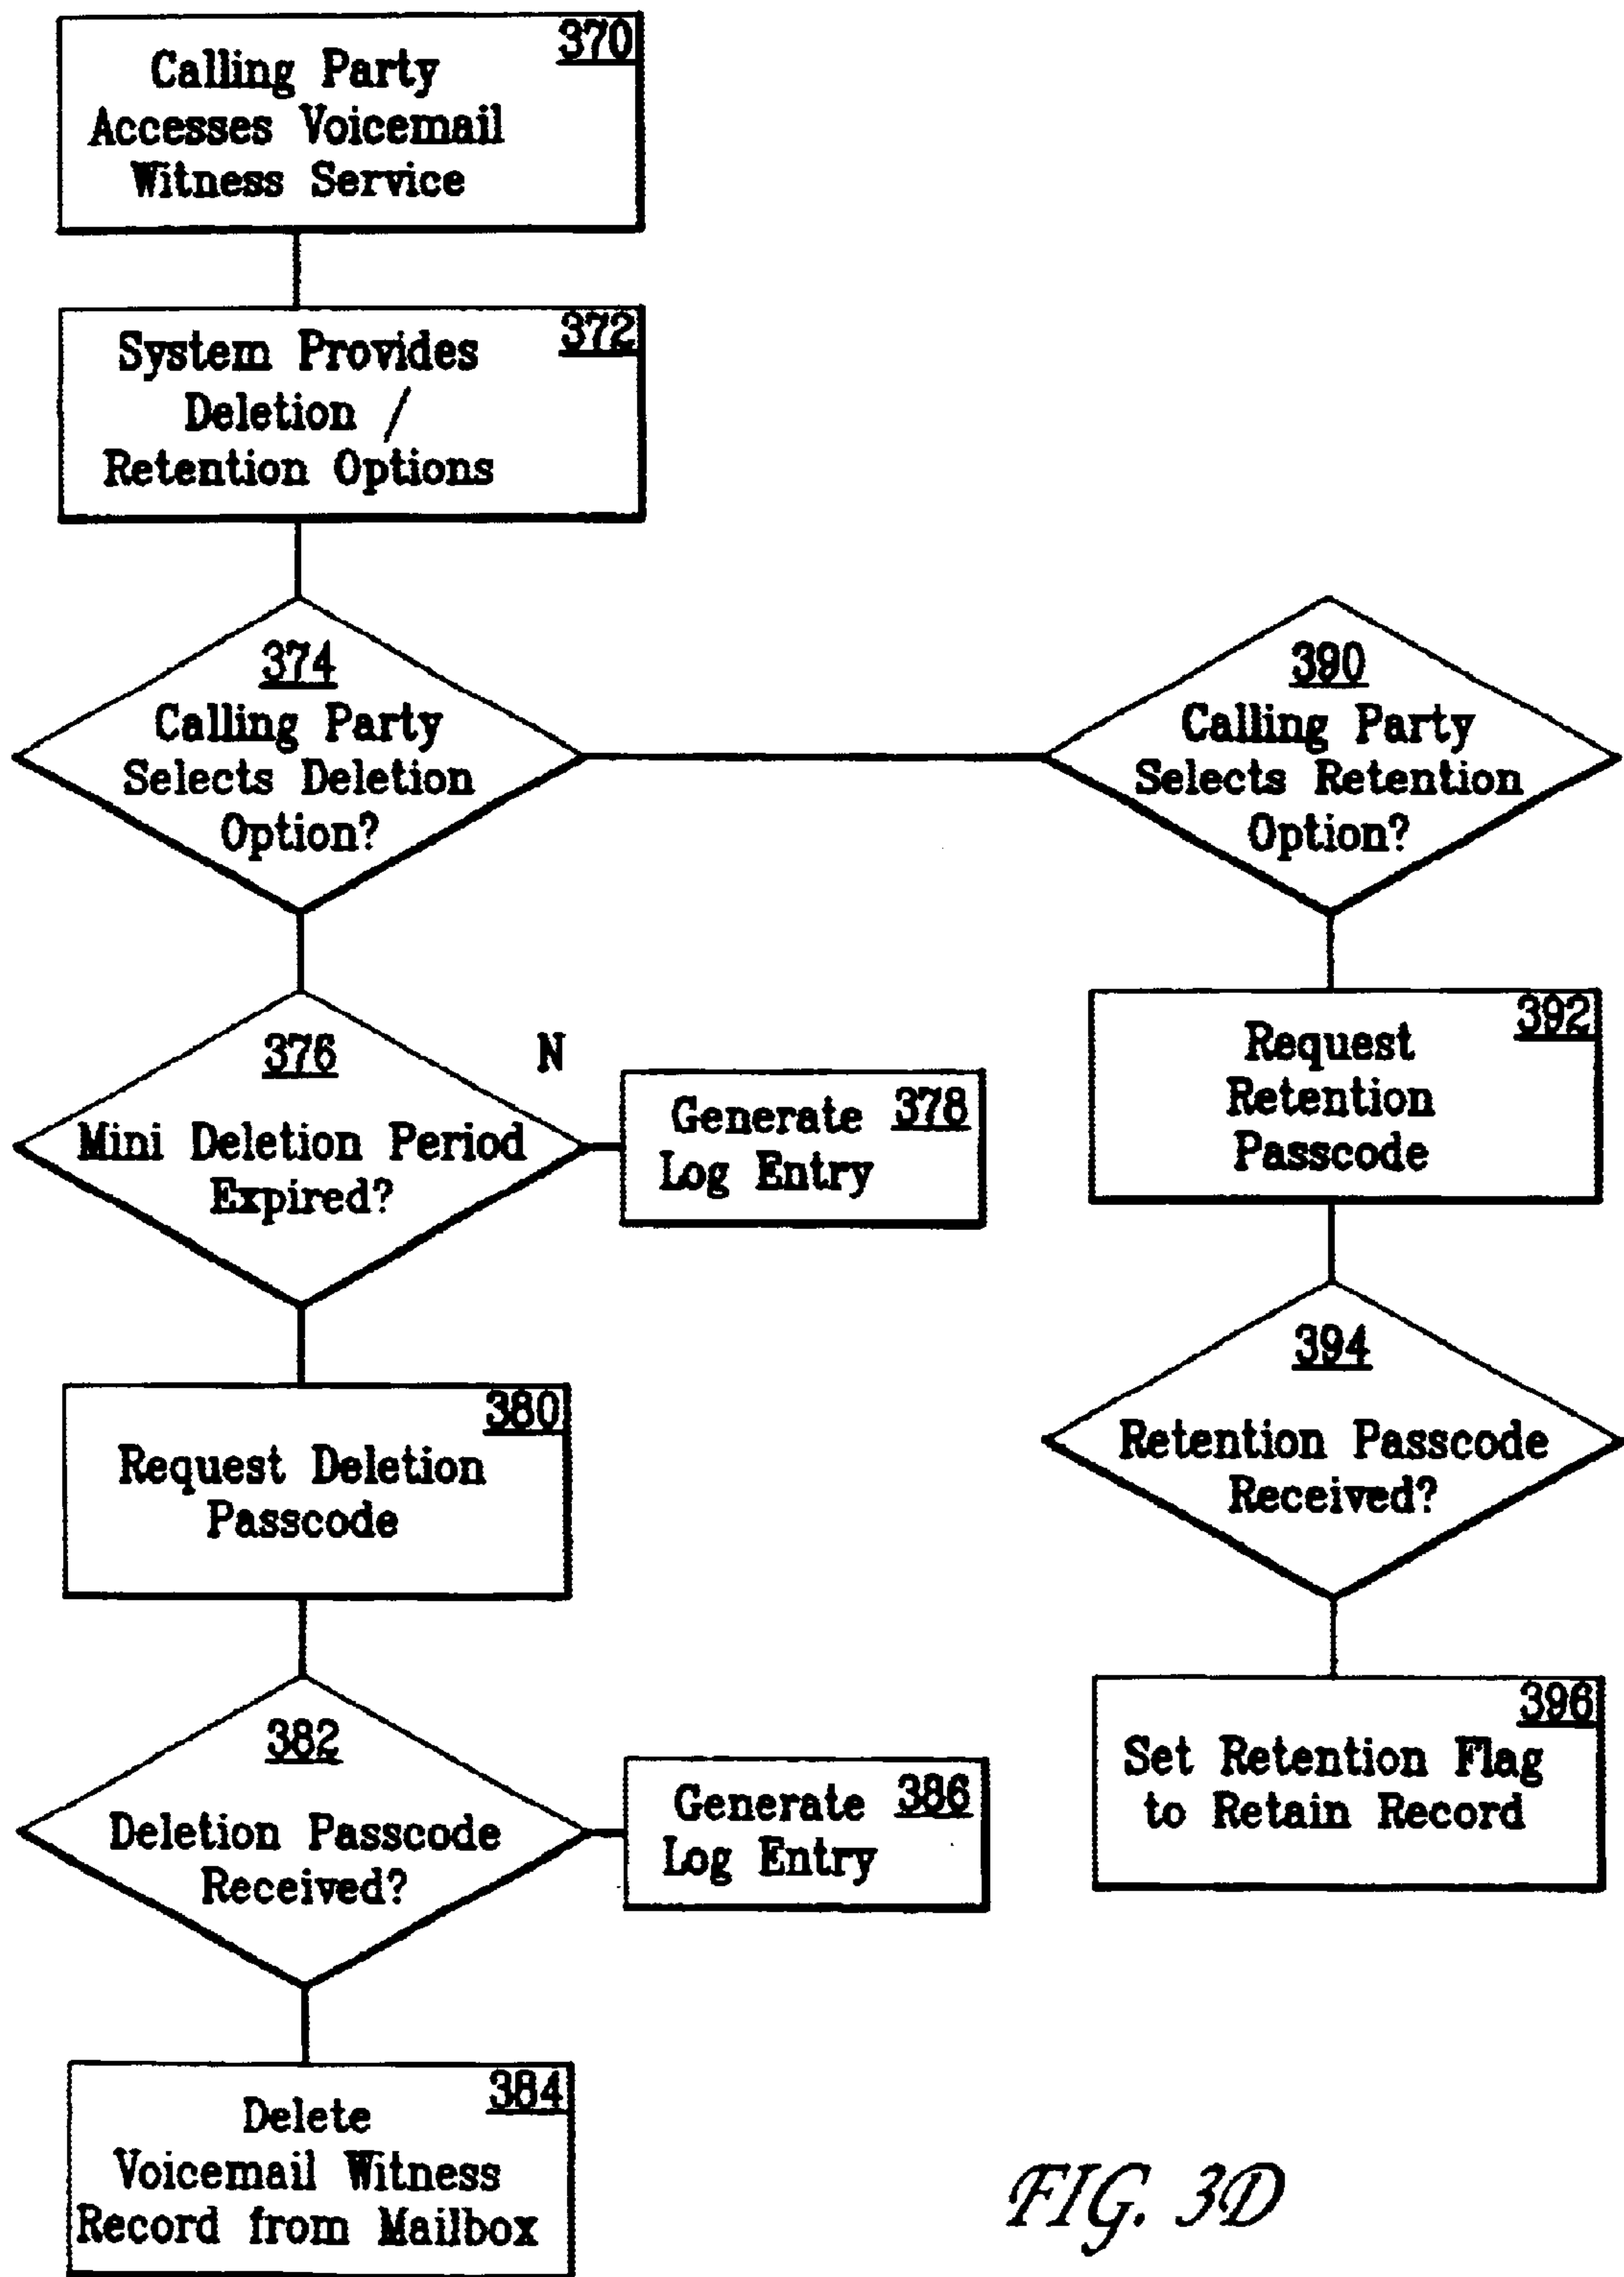 370
Calling Party
Accesses Voicemail
Witness Service
372
System Provides
Deletion /
Retention Options
374
Calling Party
Selects Deletion
Option?
390
Calling Party
Selects Retention
Option?
376
Mini Deletion Period
Expired?
N
Generate 378
Log Entry
392
Request
Retention
Passcode
380
Request Deletion
Passcode
394
Retention Passcode
Received?
382
Deletion Passcode
Received?
Generate 386
Log Entry
396
Set Retention Flag
to Retain Record
384
Delete
Voicemail Witness
Record from Mailbox
FIG. 3D